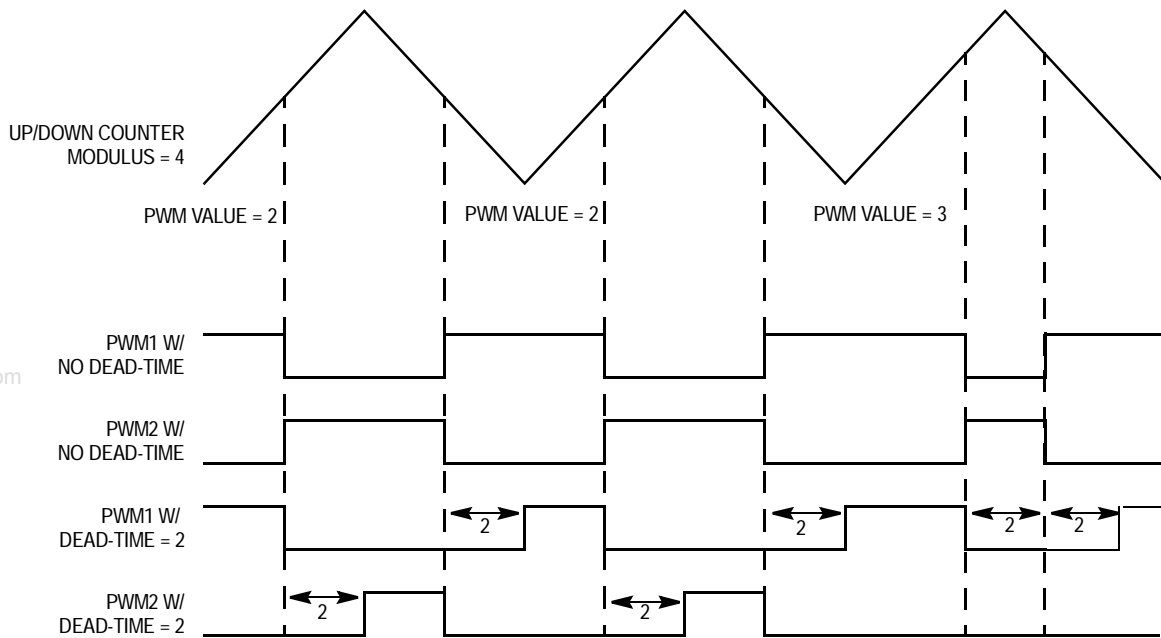 UP/DOWN COUNTER
MODULUS = 4
PWM VALUE = 2
PWM VALUE = 2
PWM VALUE = 3
PWM1 W/
NO DEAD-TIME
om
PWM2 W/
NO DEAD-TIME
PWM1 W/
DEAD-TIME = 2
2
2
2
2
PWM2 W/
DEAD-TIME = 2
2
2